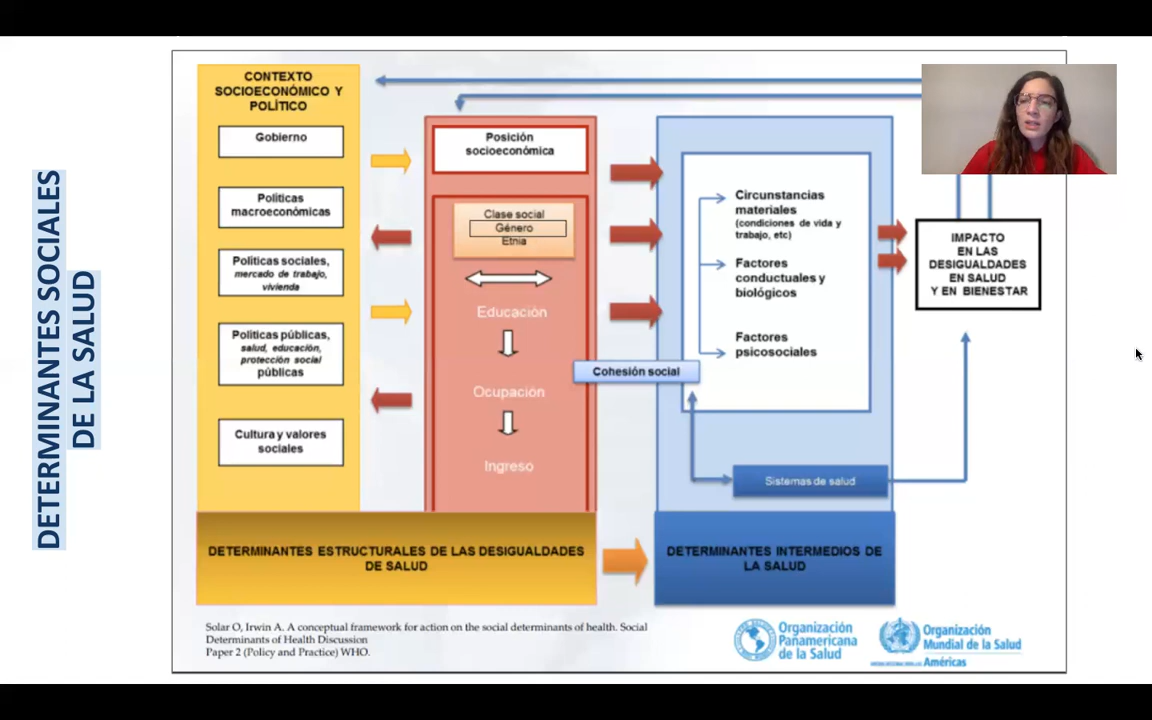 DETERMINANTES SOCIALES
DE LA SALUD
CONTEXTO
SOCIOECONÓMICO Y
POLÍTICO
Gobierno
Políticas
macroeconómicas
Políticas sociales,
mercado de trabajo,
vivienda
Políticas públicas,
salud, educación,
protección social
públicas
Cultura y valores
sociales
Posición
socioeconómica
Clase social
Género
Etnia
Educación
Ocupación
Ingreso
Cohesión social
Circunstancias
materiales
(condiciones de vida y
trabajo, etc)
Factores
conductuales y
biológicos
Factores
psicosociales
Sistemas de salud
IMPACTO
EN LAS
DESIGUALDADES
EN SALUD
Y EN BIENESTAR
DETERMINANTES ESTRUCTURALES DE LAS DESIGUALDADES
DE SALUD
DETERMINANTES INTERMEDIOS DE
LA SALUD
Solar O, Irwin A. A conceptual framework for action on the social determinants of health. Social
Determinants of Health Discussion
Paper 2 (Policy and Practice) WHO.
Organización
Panamericana
de la Salud
Organización
Mundial de la Salud
Américas